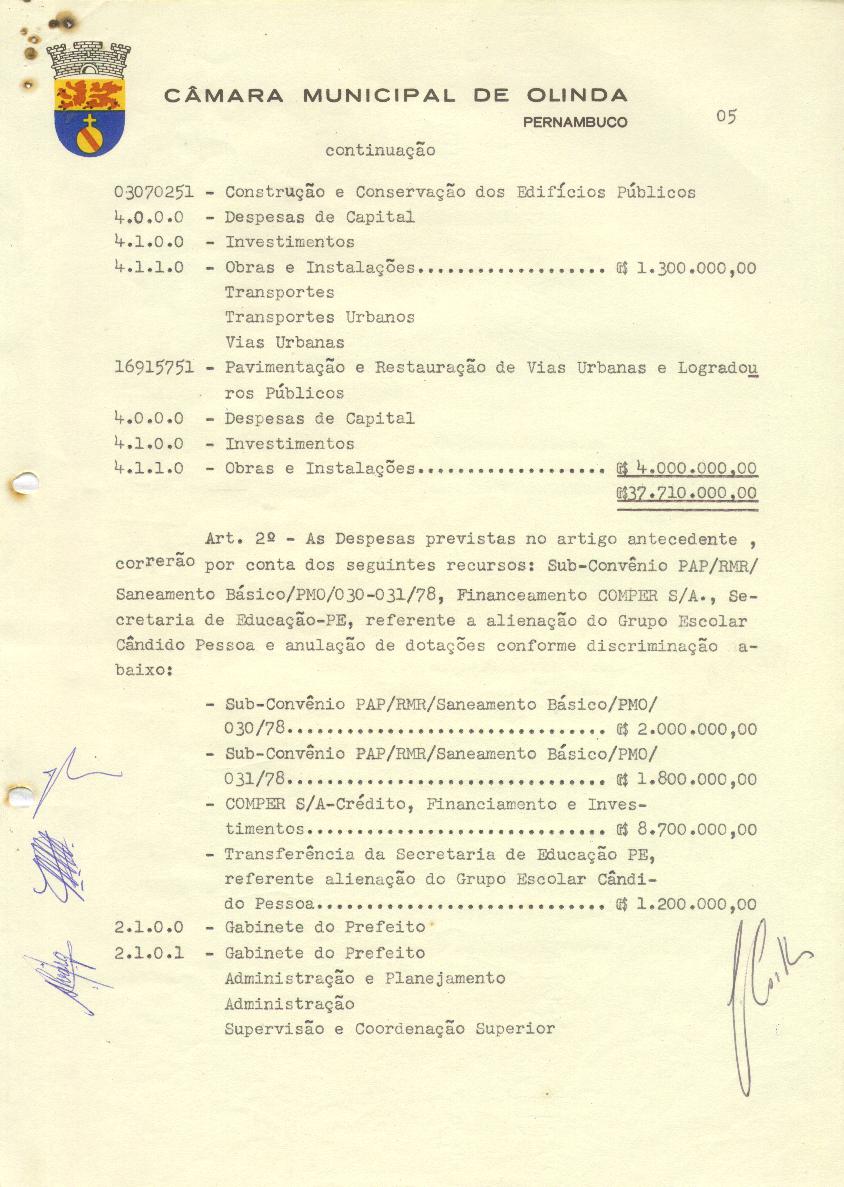 CÂMARA MUNICIPAL DE OLINDA
PERNAMBUCO
05
continuação
03070251 - Construção e Conservação dos Edifícios Públicos
4.0.0.0 - Despesas de Capital
4.1.0.0 - Investimentos
4.1.1.0 - Obras e Instalações................... ₢$ 1.300.000,00
Transportes
Transportes Urbanos
Vias Urbanas
16915751 - Pavimentação e Restauração de Vias Urbanas e Logradou
ros Públicos
4.0.0.0 - Despesas de Capital
4.1.0.0 - Investimentos
4.1.1.0 - Obras e Instalações................... ₢$ 4.000.000,00
₢$37.710.000,00
Art. 2º - As Despesas previstas no artigo antecedente ,
correrão por conta dos seguintes recursos: Sub-Convênio PAP/RMR/
Saneamento Básico/PMO/030-031/78, Financeamento COMPER S/A., Se-
cretaria de Educação-PE, referente a alienação do Grupo Escolar
Cândido Pessoa e anulação de dotações conforme discriminação a-
baixo:
- Sub-Convênio PAP/RMR/Saneamento Básico/PMO/
030/78................................ ₢$ 2.000.000,00
- Sub-Convênio PAP/RMR/Saneamento Básico/PMO/
031/78................................ ₢$ 1.800.000,00
- COMPER S/A-Crédito, Financiamento e Inves-
timentos.............................. ₢$ 8.700.000,00
- Transferência da Secretaria de Educação PE,
referente alienação do Grupo Escolar Cândi-
do Pessoa............................. ₢$ 1.200.000,00
2.1.0.0 - Gabinete do Prefeito
2.1.0.1 - Gabinete do Prefeito
Administração e Planejamento
Administração
Supervisão e Coordenação Superior